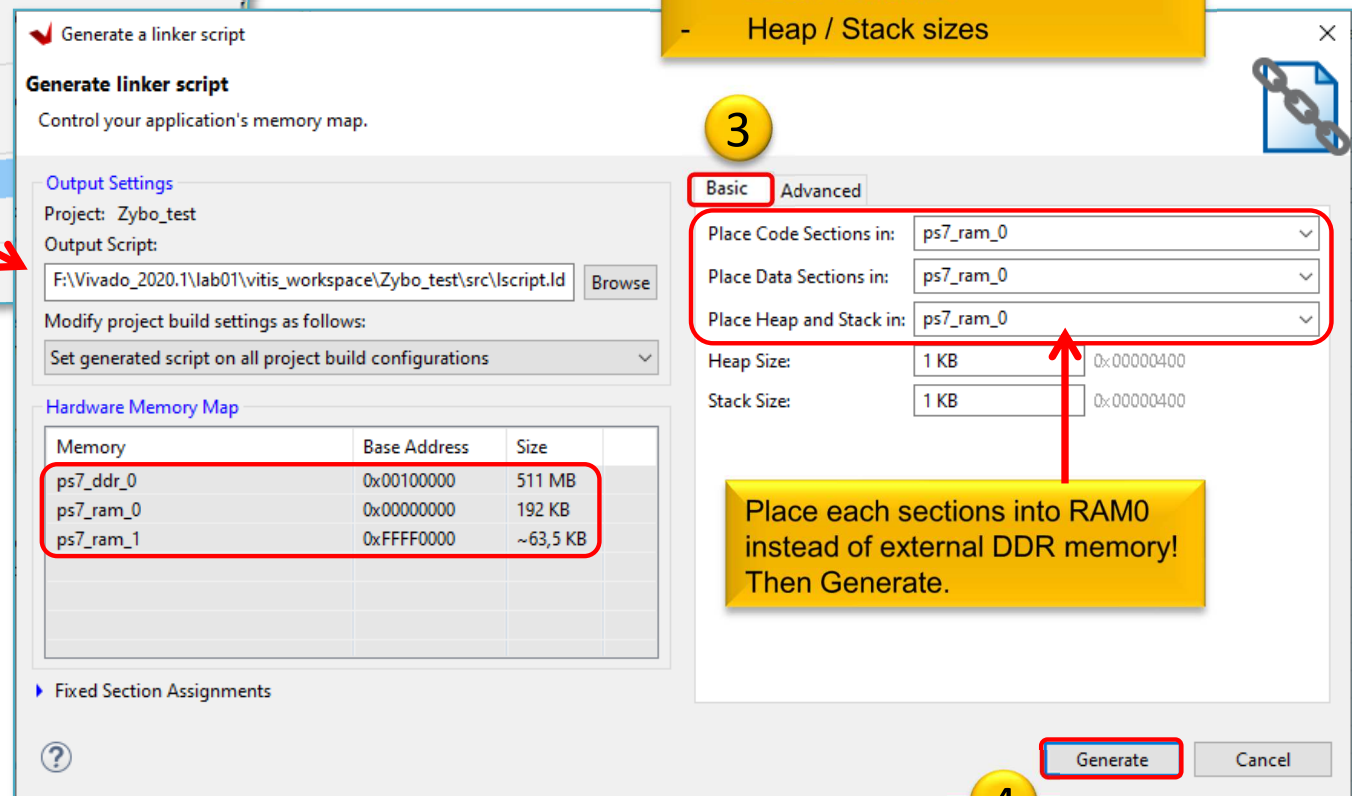 - Heap / Stack sizes
Generate a linker script
Generate linker script
Control your application's memory map.
3
Output Settings
Project: Zybo_test
Output Script:
F:\Vivado_2020.1\lab01\vitis_workspace\Zybo_test\src\lscript.ld
Browse
Modify project build settings as follows:
Set generated script on all project build configurations
Hardware Memory Map
Memory Base Address Size
ps7_ddr_0 0x00100000 511 MB
ps7_ram_0 0x00000000 192 KB
ps7_ram_1 0xFFFF0000 ~63,5 KB
Fixed Section Assignments
Basic Advanced
Place Code Sections in: ps7_ram_0
Place Data Sections in: ps7_ram_0
Place Heap and Stack in: ps7_ram_0
Heap Size: 1 KB 0x00000400
Stack Size: 1 KB 0x00000400
Place each sections into RAM0
instead of external DDR memory!
Then Generate.
?
Generate Cancel
4